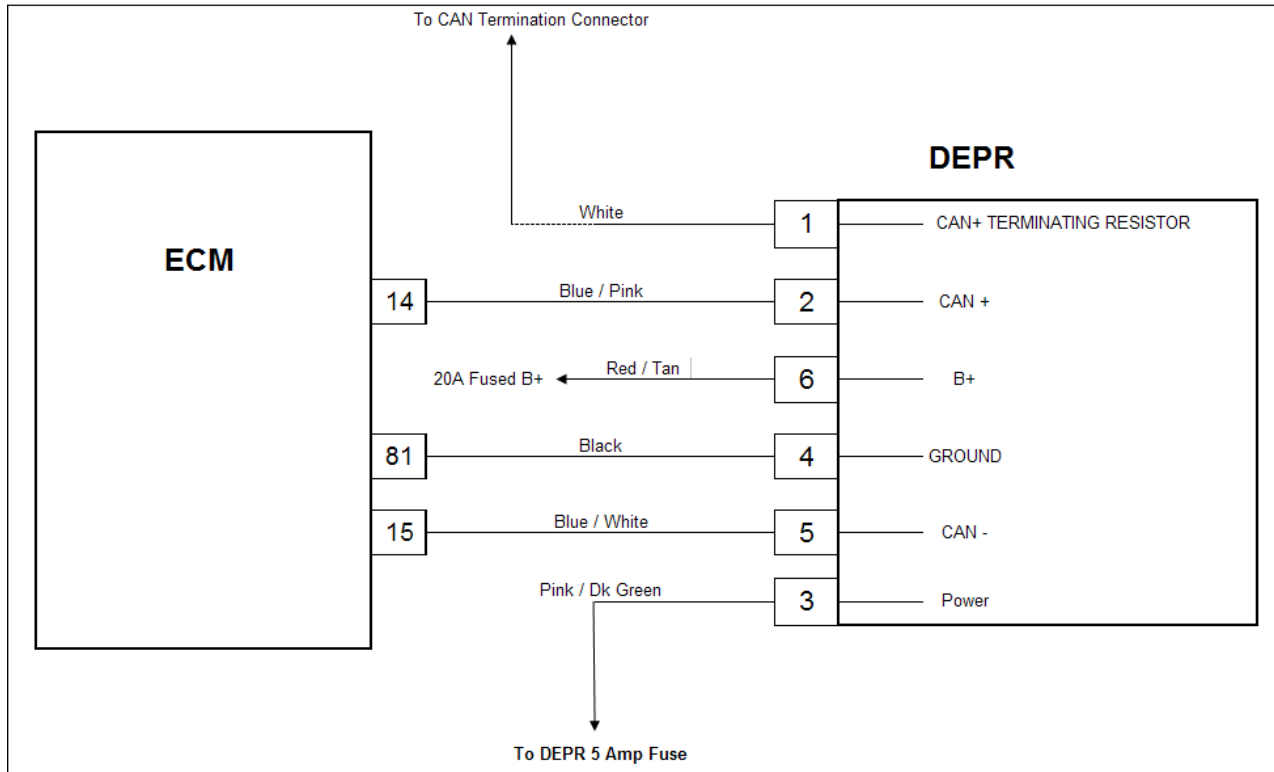 To CAN Termination Connector
DEPR
White
1
CAN+ TERMINATING RESISTOR
ECM
14
Blue / Pink
2
CAN +
20A Fused B+
Red / Tan
6
B+
81
Black
4
GROUND
15
Blue / White
5
CAN -
Pink / Dk Green
3
Power
To DEPR 5 Amp Fuse